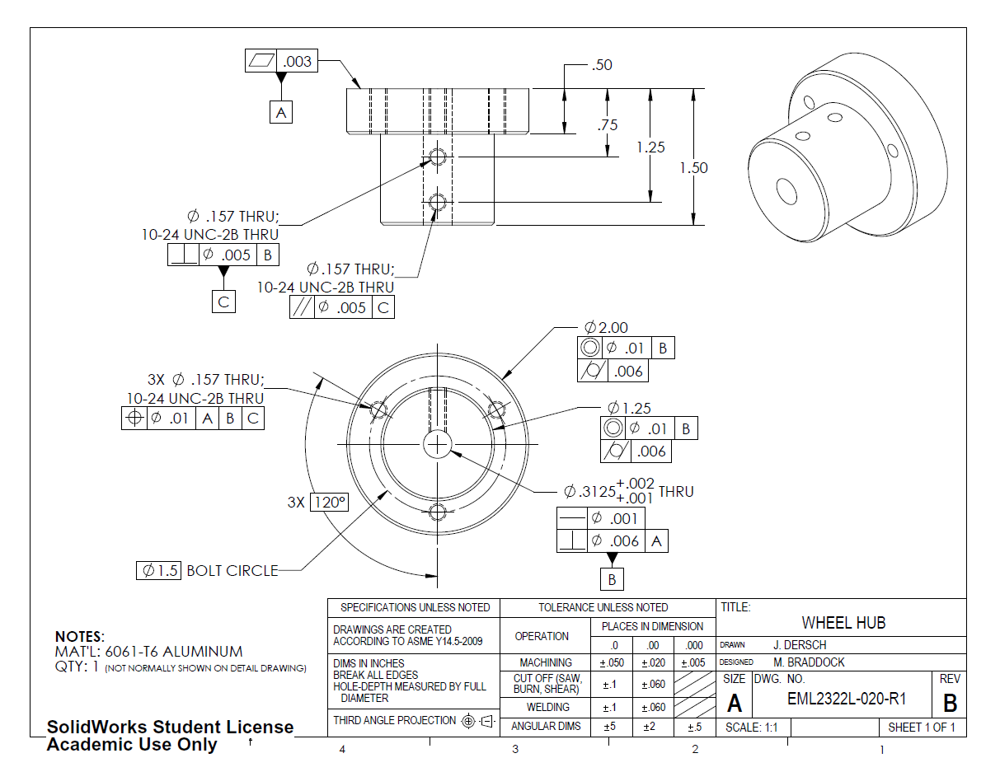 ⏥ .003
A
.50
.75
1.25
1.50
⌀ .157 THRU;
10-24 UNC-2B THRU
⟂ ⌀ .005 B
C
⌀.157 THRU;
10-24 UNC-2B THRU
// ⌀ .005 C
⌀2.00
◎ ⌀ .01 B
⌭ .006
3X ⌀ .157 THRU;
10-24 UNC-2B THRU
⌖ ⌀ .01 A B C
⌀1.25
◎ ⌀ .01 B
⌭ .006
⌀.3125 +.002 +.001 THRU
⏤ ⌀ .001
⟂ ⌀ .006 A
B
3X 120°
⌀1.5 BOLT CIRCLE
NOTES:
MAT'L: 6061-T6 ALUMINUM
QTY: 1 (NOT NORMALLY SHOWN ON DETAIL DRAWING)
SPECIFICATIONS UNLESS NOTED
DRAWINGS ARE CREATED
ACCORDING TO ASME Y14.5-2009
DIMS IN INCHES
BREAK ALL EDGES
HOLE-DEPTH MEASURED BY FULL
DIAMETER
THIRD ANGLE PROJECTION
TOLERANCE UNLESS NOTED
OPERATION PLACES IN DIMENSION
.0 .00 .000
MACHINING ±.050 ±.020 ±.005
CUT OFF (SAW,
BURN, SHEAR) ±.1 ±.060
WELDING ±.1 ±.060
ANGULAR DIMS ±5 ±2 ±.5
TITLE:
WHEEL HUB
DRAWN J. DERSCH
DESIGNED M. BRADDOCK
SIZE DWG. NO. REV
A EML2322L-020-R1 B
SCALE: 1:1 SHEET 1 OF 1
SolidWorks Student License
Academic Use Only
4 3 2 1